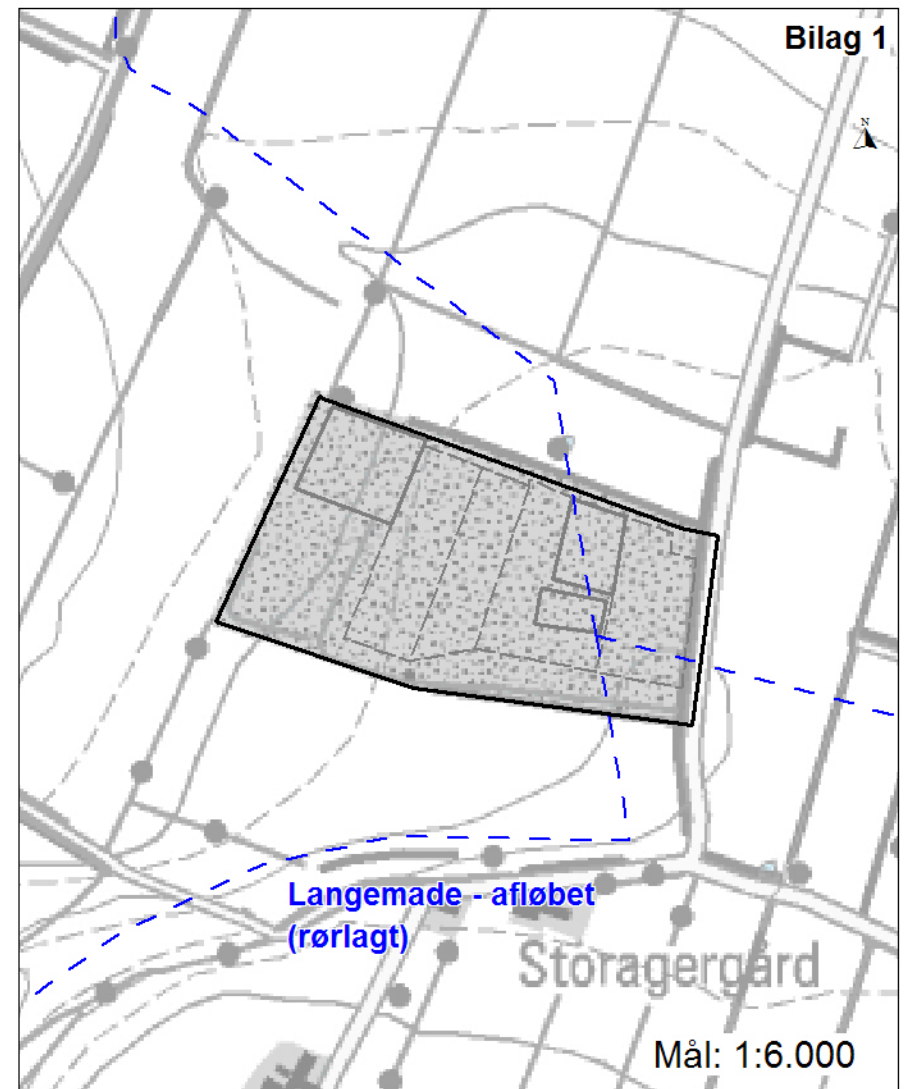 Bilag 1
N
Langemade - afløbet
(rørlagt)
Storagergård
Mål: 1:6.000